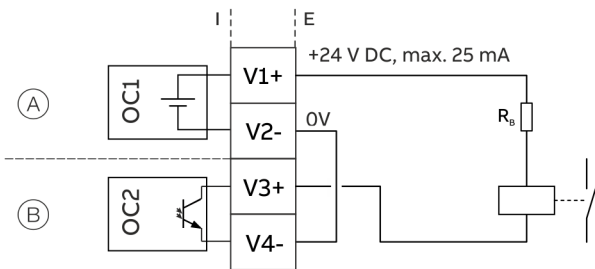 I E
+24 V DC, max. 25 mA
A
OC1
V1+
V2-
0V
RB
B
OC2
V3+
V4-